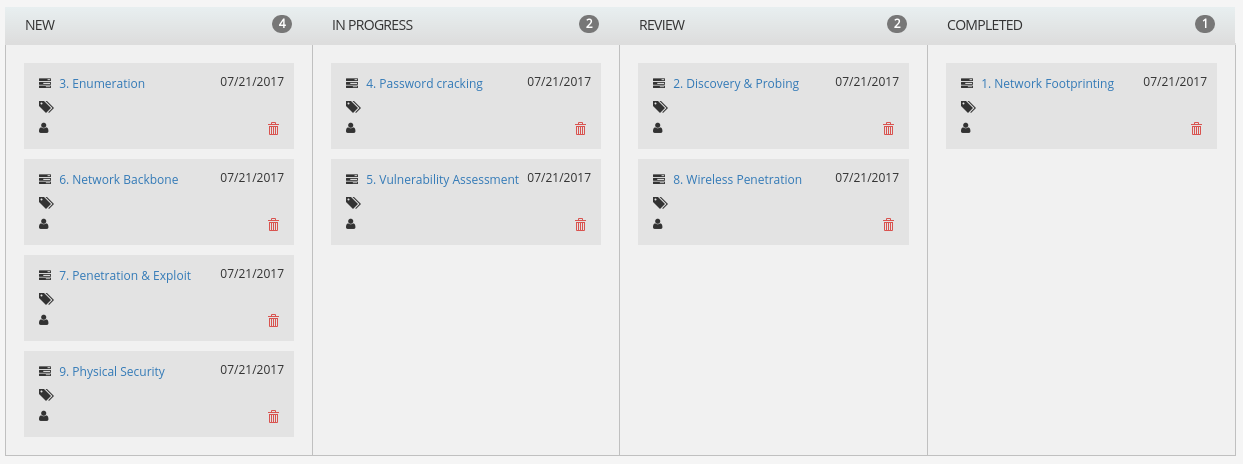 NEW 4
3. Enumeration 07/21/2017
6. Network Backbone 07/21/2017
7. Penetration & Exploit 07/21/2017
9. Physical Security 07/21/2017
IN PROGRESS 2
4. Password cracking 07/21/2017
5. Vulnerability Assessment 07/21/2017
REVIEW 2
2. Discovery & Probing 07/21/2017
8. Wireless Penetration 07/21/2017
COMPLETED 1
1. Network Footprinting 07/21/2017